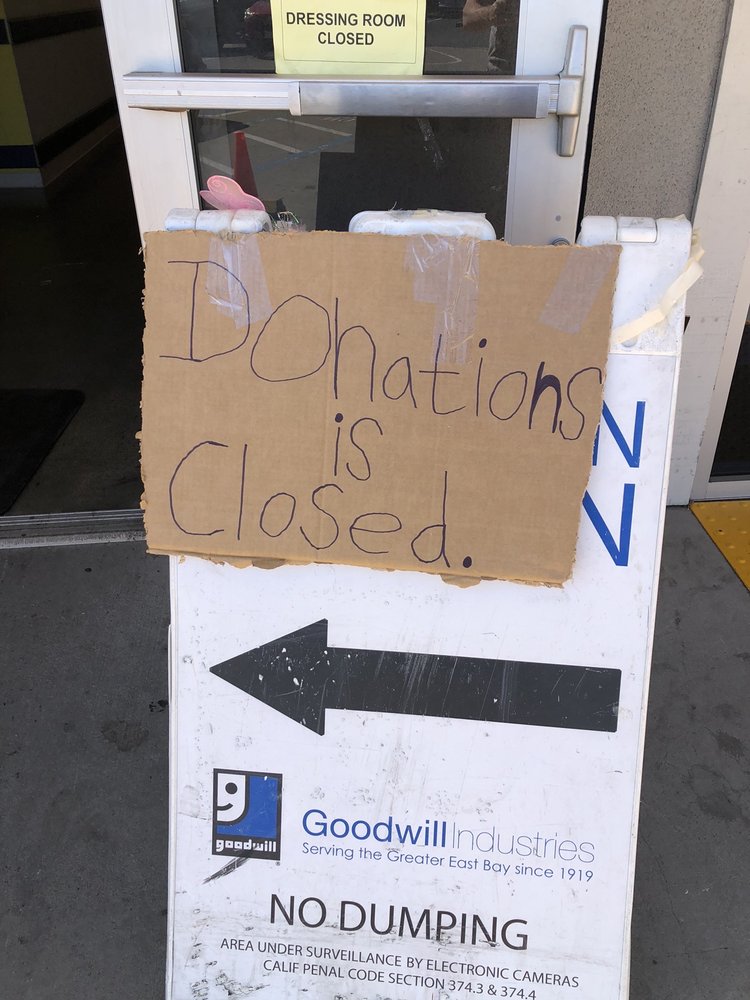 DRESSING ROOM
CLOSED
Donations
is
Closed.
N
N
goodwill
Goodwill Industries
Serving the Greater East Bay since 1919
NO DUMPING
AREA UNDER SURVEILLANCE BY ELECTRONIC CAMERAS
CALIF PENAL CODE SECTION 374.3 & 374.4